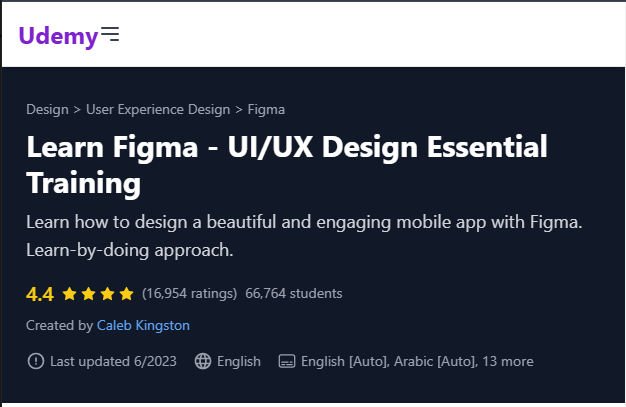 Udemy
Design > User Experience Design > Figma
Learn Figma - UI/UX Design Essential
Training
Learn how to design a beautiful and engaging mobile app with Figma.
Learn-by-doing approach.
4.4 (16,954 ratings) 66,764 students
Created by Caleb Kingston
Last updated 6/2023 English English [Auto], Arabic [Auto], 13 more